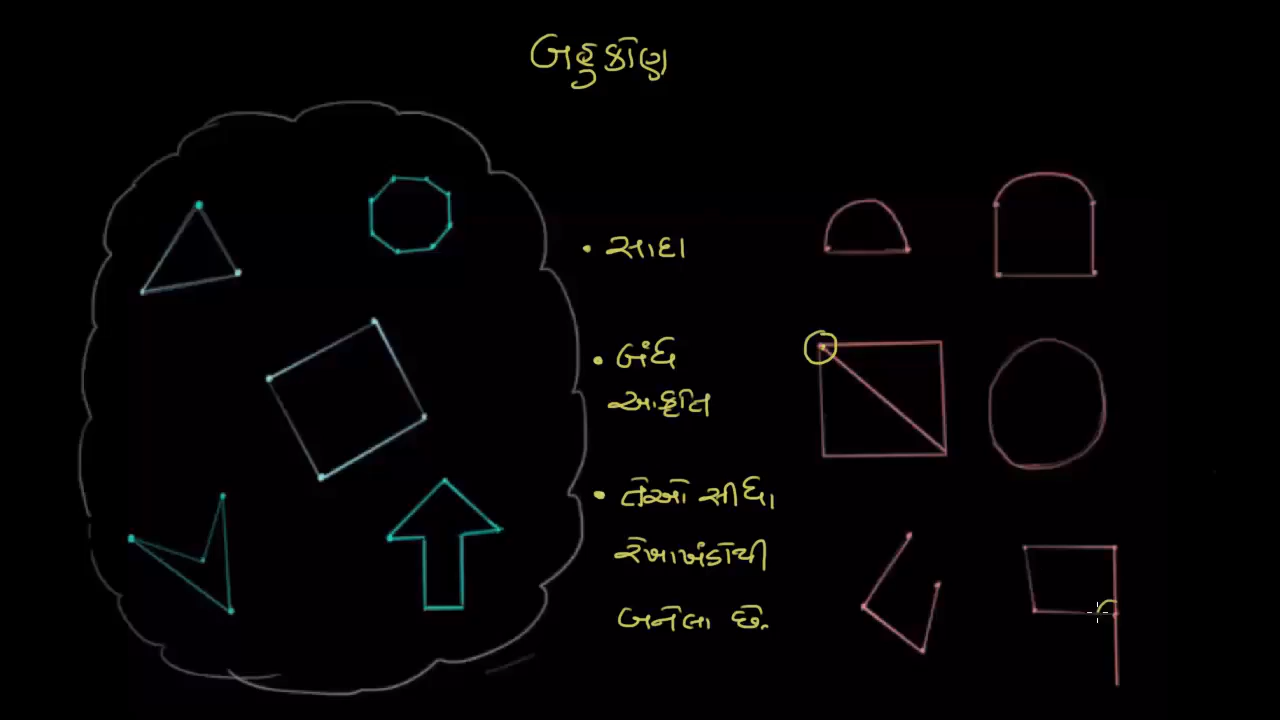 બહુકોણ
• સાદા
• બંધ
આકૃતિ
• તેઓ સીધા
રેખાખંડોથી
બનેલા છે.